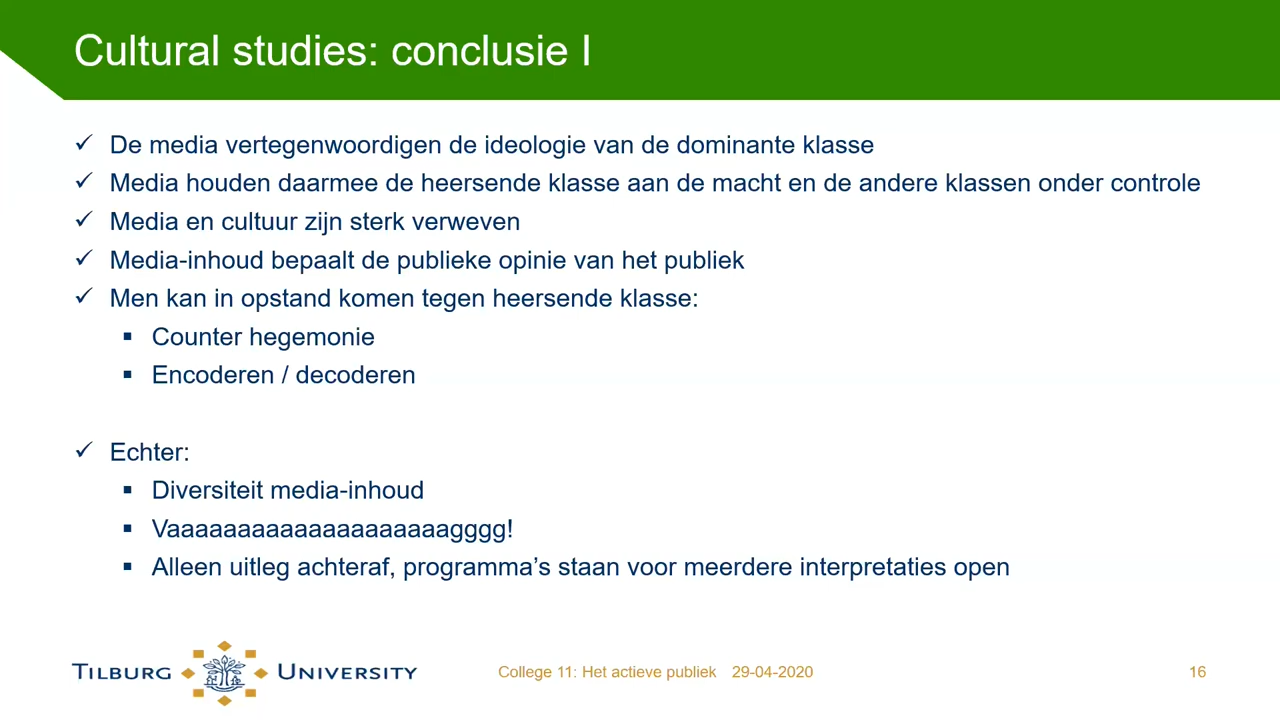 Cultural studies: conclusie I
✓ De media vertegenwoordigen de ideologie van de dominante klasse
✓ Media houden daarmee de heersende klasse aan de macht en de andere klassen onder controle
✓ Media en cultuur zijn sterk verweven
✓ Media-inhoud bepaalt de publieke opinie van het publiek
✓ Men kan in opstand komen tegen heersende klasse:
▪ Counter hegemonie
▪ Encoderen / decoderen
✓ Echter:
▪ Diversiteit media-inhoud
▪ Vaaaaaaaaaaaaaaaaaaaagggg!
▪ Alleen uitleg achteraf, programma’s staan voor meerdere interpretaties open
TILBURG UNIVERSITY
College 11: Het actieve publiek 29-04-2020
16